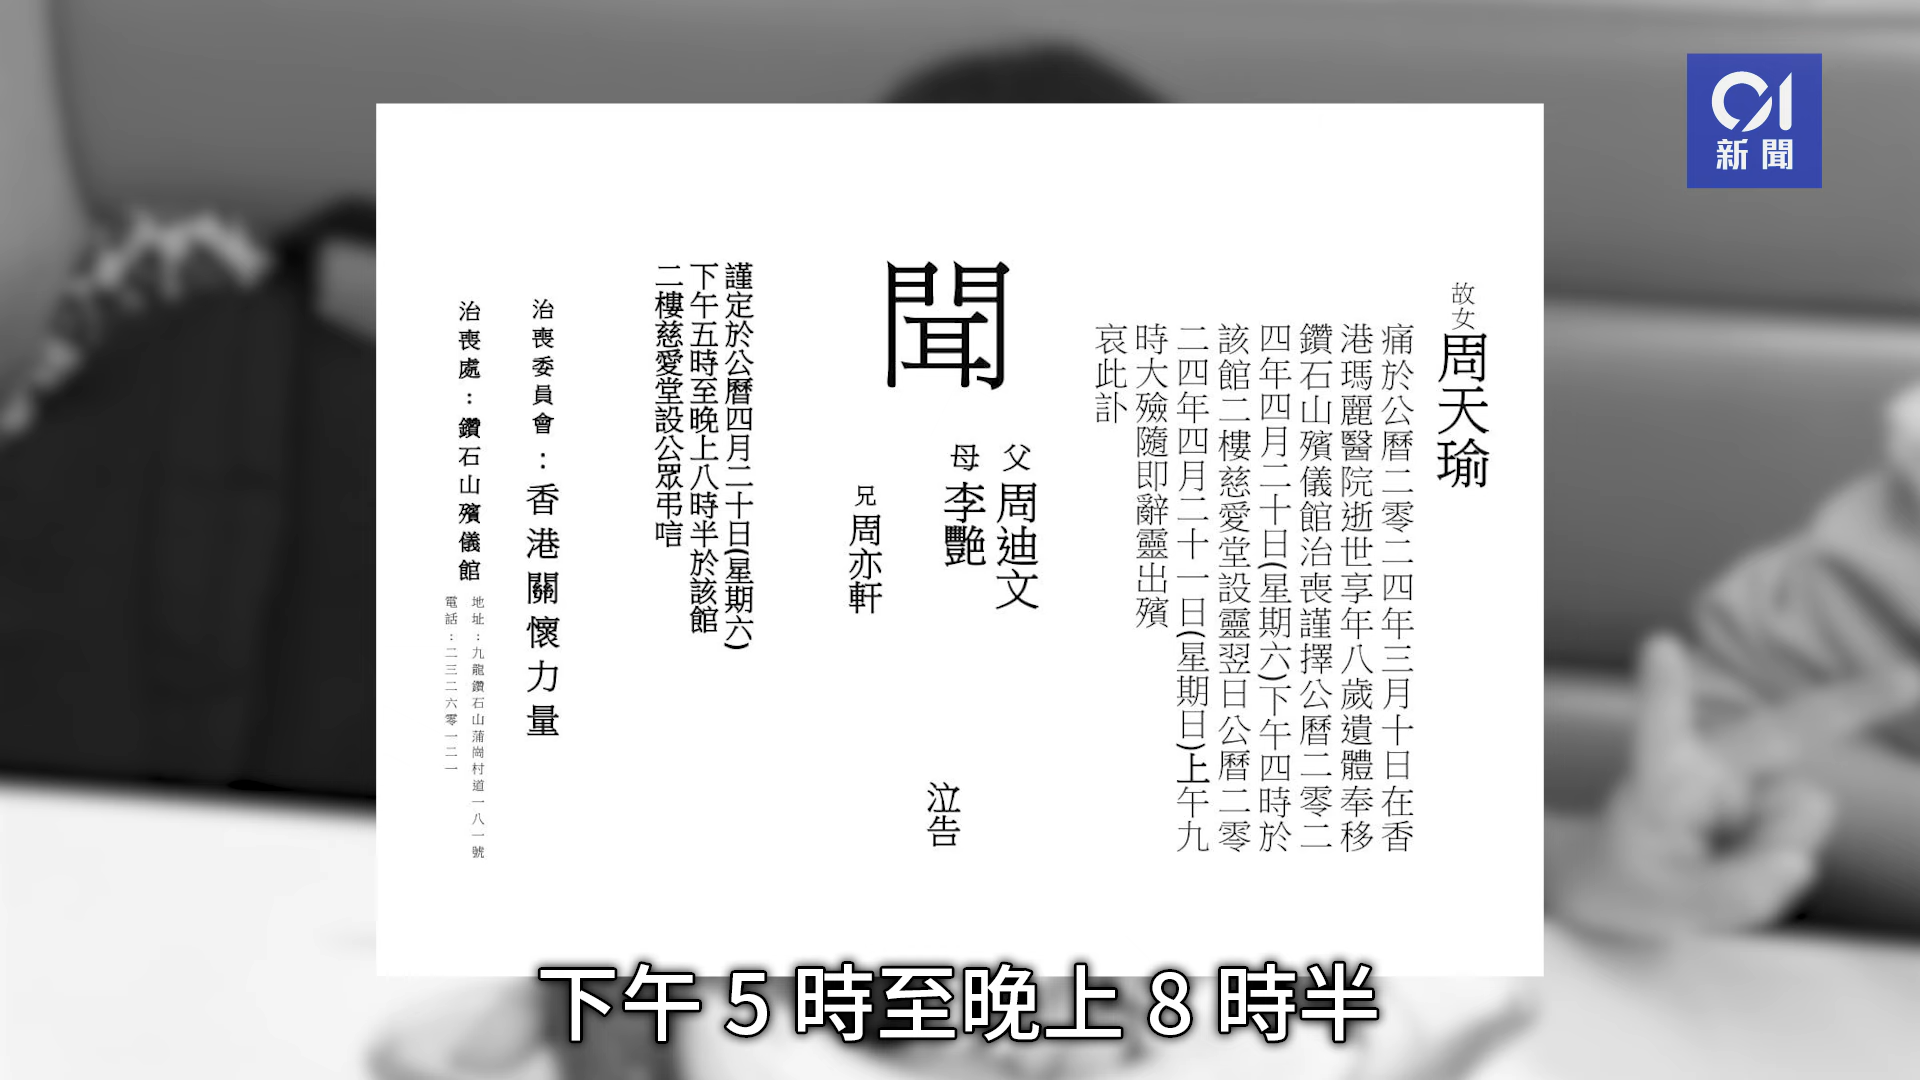 01
新聞
故女周天瑜
痛於公曆二零二四年三月十日在香
港瑪麗醫院逝世享年八歲遺體奉移
鑽石山殯儀館治喪謹擇公曆二零二
四年四月二十日(星期六)下午四時於
該館二樓慈愛堂設靈翌日公曆二零
二四年四月二十一日(星期日)上午九
時大殮隨即辭靈出殯
哀此訃
聞
父 周迪文
母 李艷
兄 周亦軒
泣告
謹定於公曆四月二十日(星期六)
下午五時至晚上八時半於該館
二樓慈愛堂設公眾弔唁
治喪委員會：香港關懷力量
治喪處：鑽石山殯儀館
地址：九龍鑽石山蒲崗村道一八一號
電話：二三二六零一二一
下午 5 時至晚上 8 時半